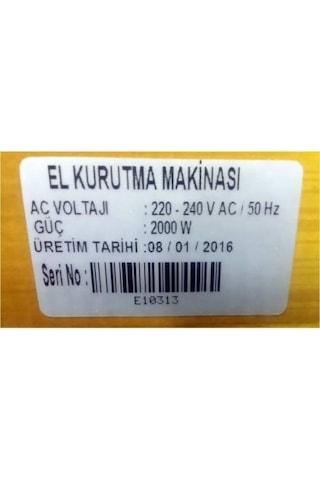 EL KURUTMA MAKİNASI
AC VOLTAJI : 220 - 240 V AC / 50 Hz
GÜÇ : 2000 W
ÜRETİM TARİHİ :08 / 01 / 2016
Seri No :
E10313